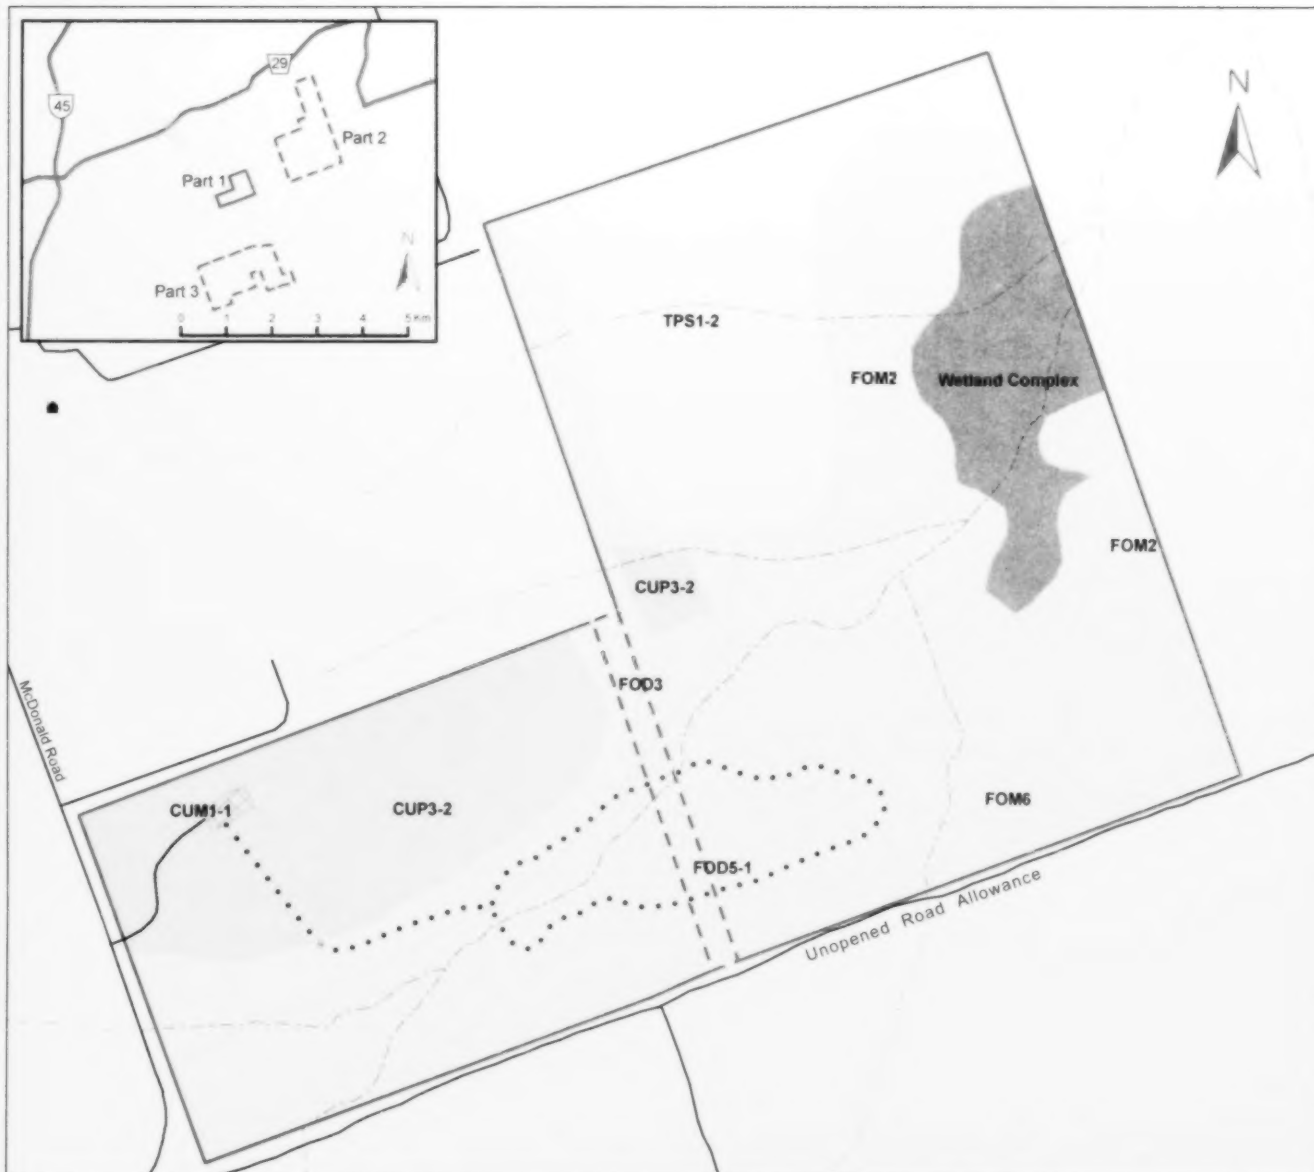 29
45
Part 2
Part 1
N
Part 3
0 1 2 3 4 5 Km
N
TPS1-2
FOM2
Wetland Complex
FOM2
CUP3-2
FOD3
McDonald Road
CUM1-1
CUP3-2
FOM6
FOD5-1
Unopened Road Allowance